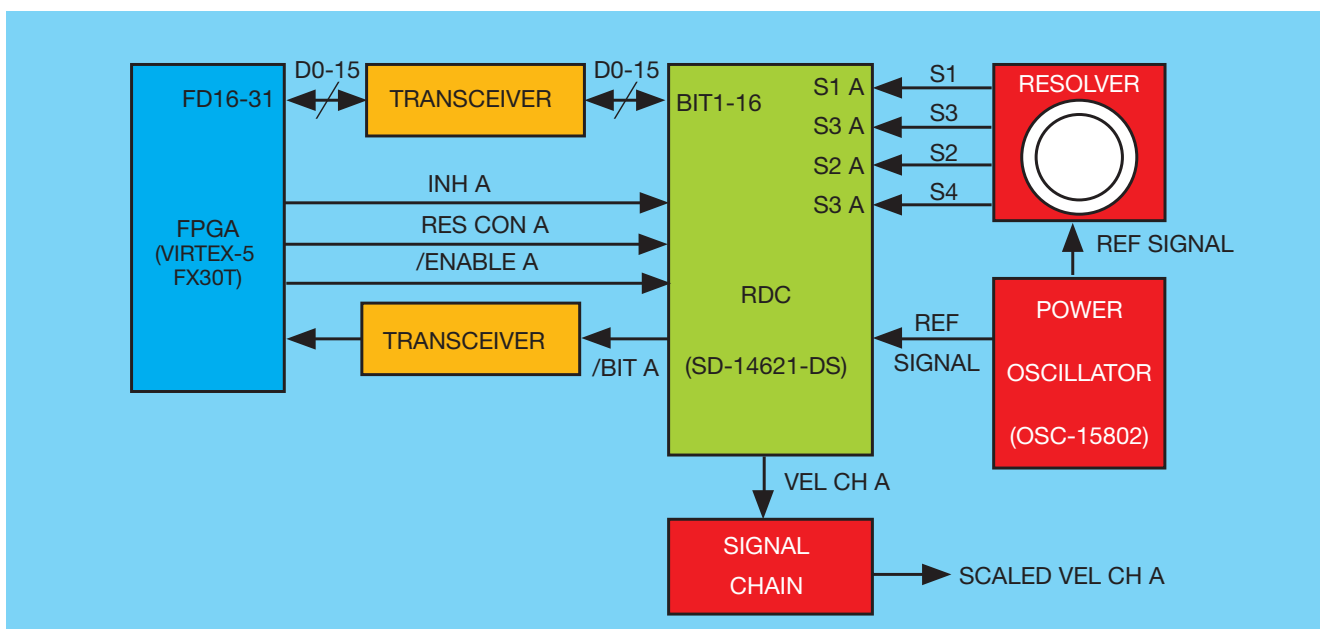 D0-15
D0-15
FD16-31
TRANSCEIVER
BIT1-16
S1 A
S1
RESOLVER
S3 A
S3
S2 A
S2
S3 A
S4
INH A
RES CON A
/ENABLE A
FPGA
(VIRTEX-5
FX30T)
TRANSCEIVER
/BIT A
RDC
(SD-14621-DS)
REF SIGNAL
REF
SIGNAL
POWER
OSCILLATOR
(OSC-15802)
VEL CH A
SIGNAL
CHAIN
SCALED VEL CH A